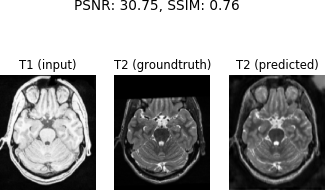 PSNR: 30.75, SSIM: 0.76
T1 (input)
T2 (groundtruth)
T2 (predicted)